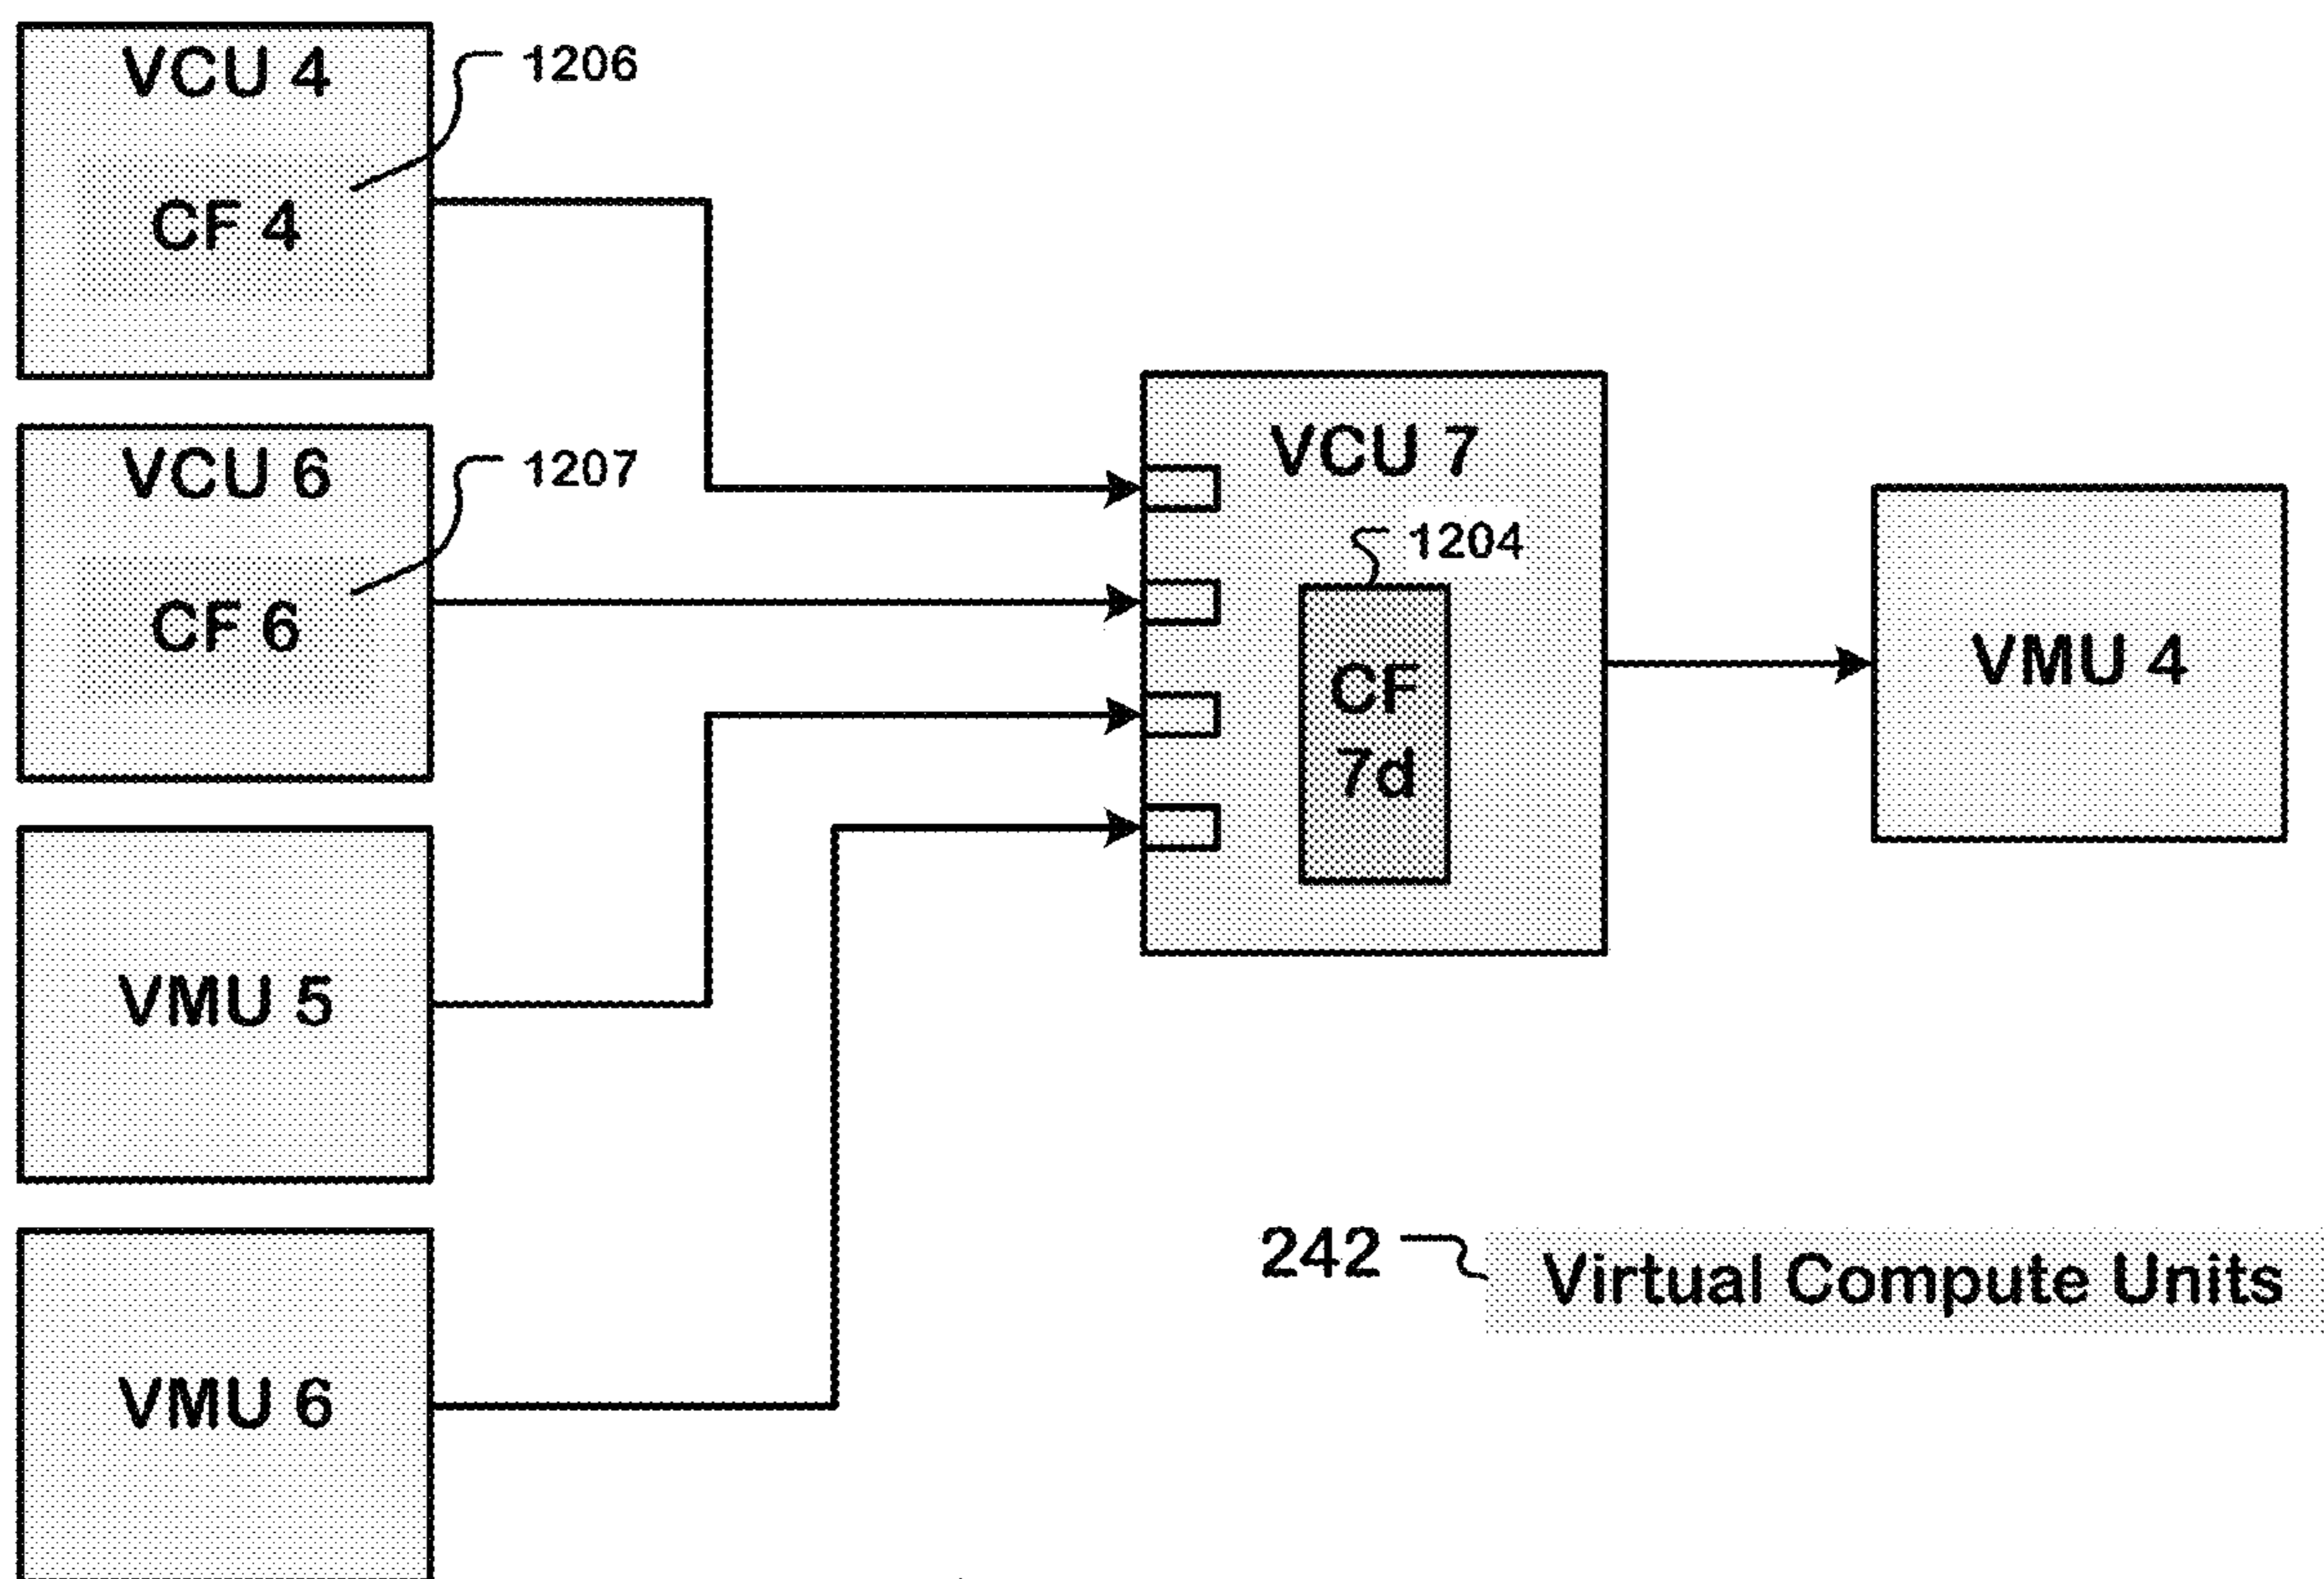 VCU 4
1206
CF 4
VCU 6
1207
CF 6
VMU 5
VMU 6
VCU 7
1204
CF
7d
VMU 4
242
Virtual Compute Units